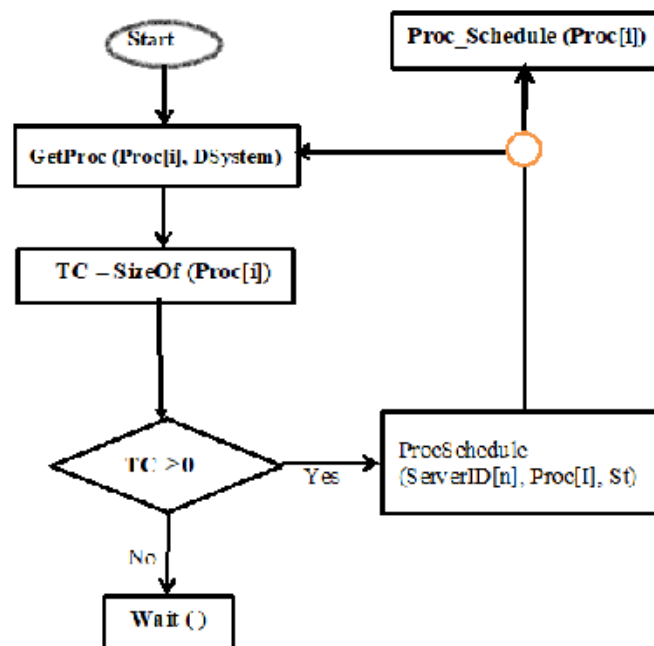 Start
Proc_Schedule (Proc[i])
GetProc (Proc[i], DSystem)
TC – SizeOf (Proc[i])
TC >0
Yes
ProcSchedule
(ServerID[n], Proc[I], St)
No
Wait ( )